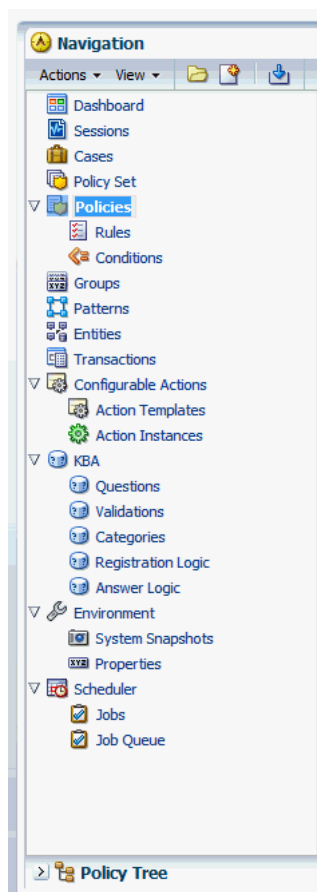 Navigation
Actions View
Dashboard
Sessions
Cases
Policy Set
Policies
Rules
Conditions
Groups
Patterns
Entities
Transactions
Configurable Actions
Action Templates
Action Instances
KBA
Questions
Validations
Categories
Registration Logic
Answer Logic
Environment
System Snapshots
Properties
Scheduler
Jobs
Job Queue
Policy Tree